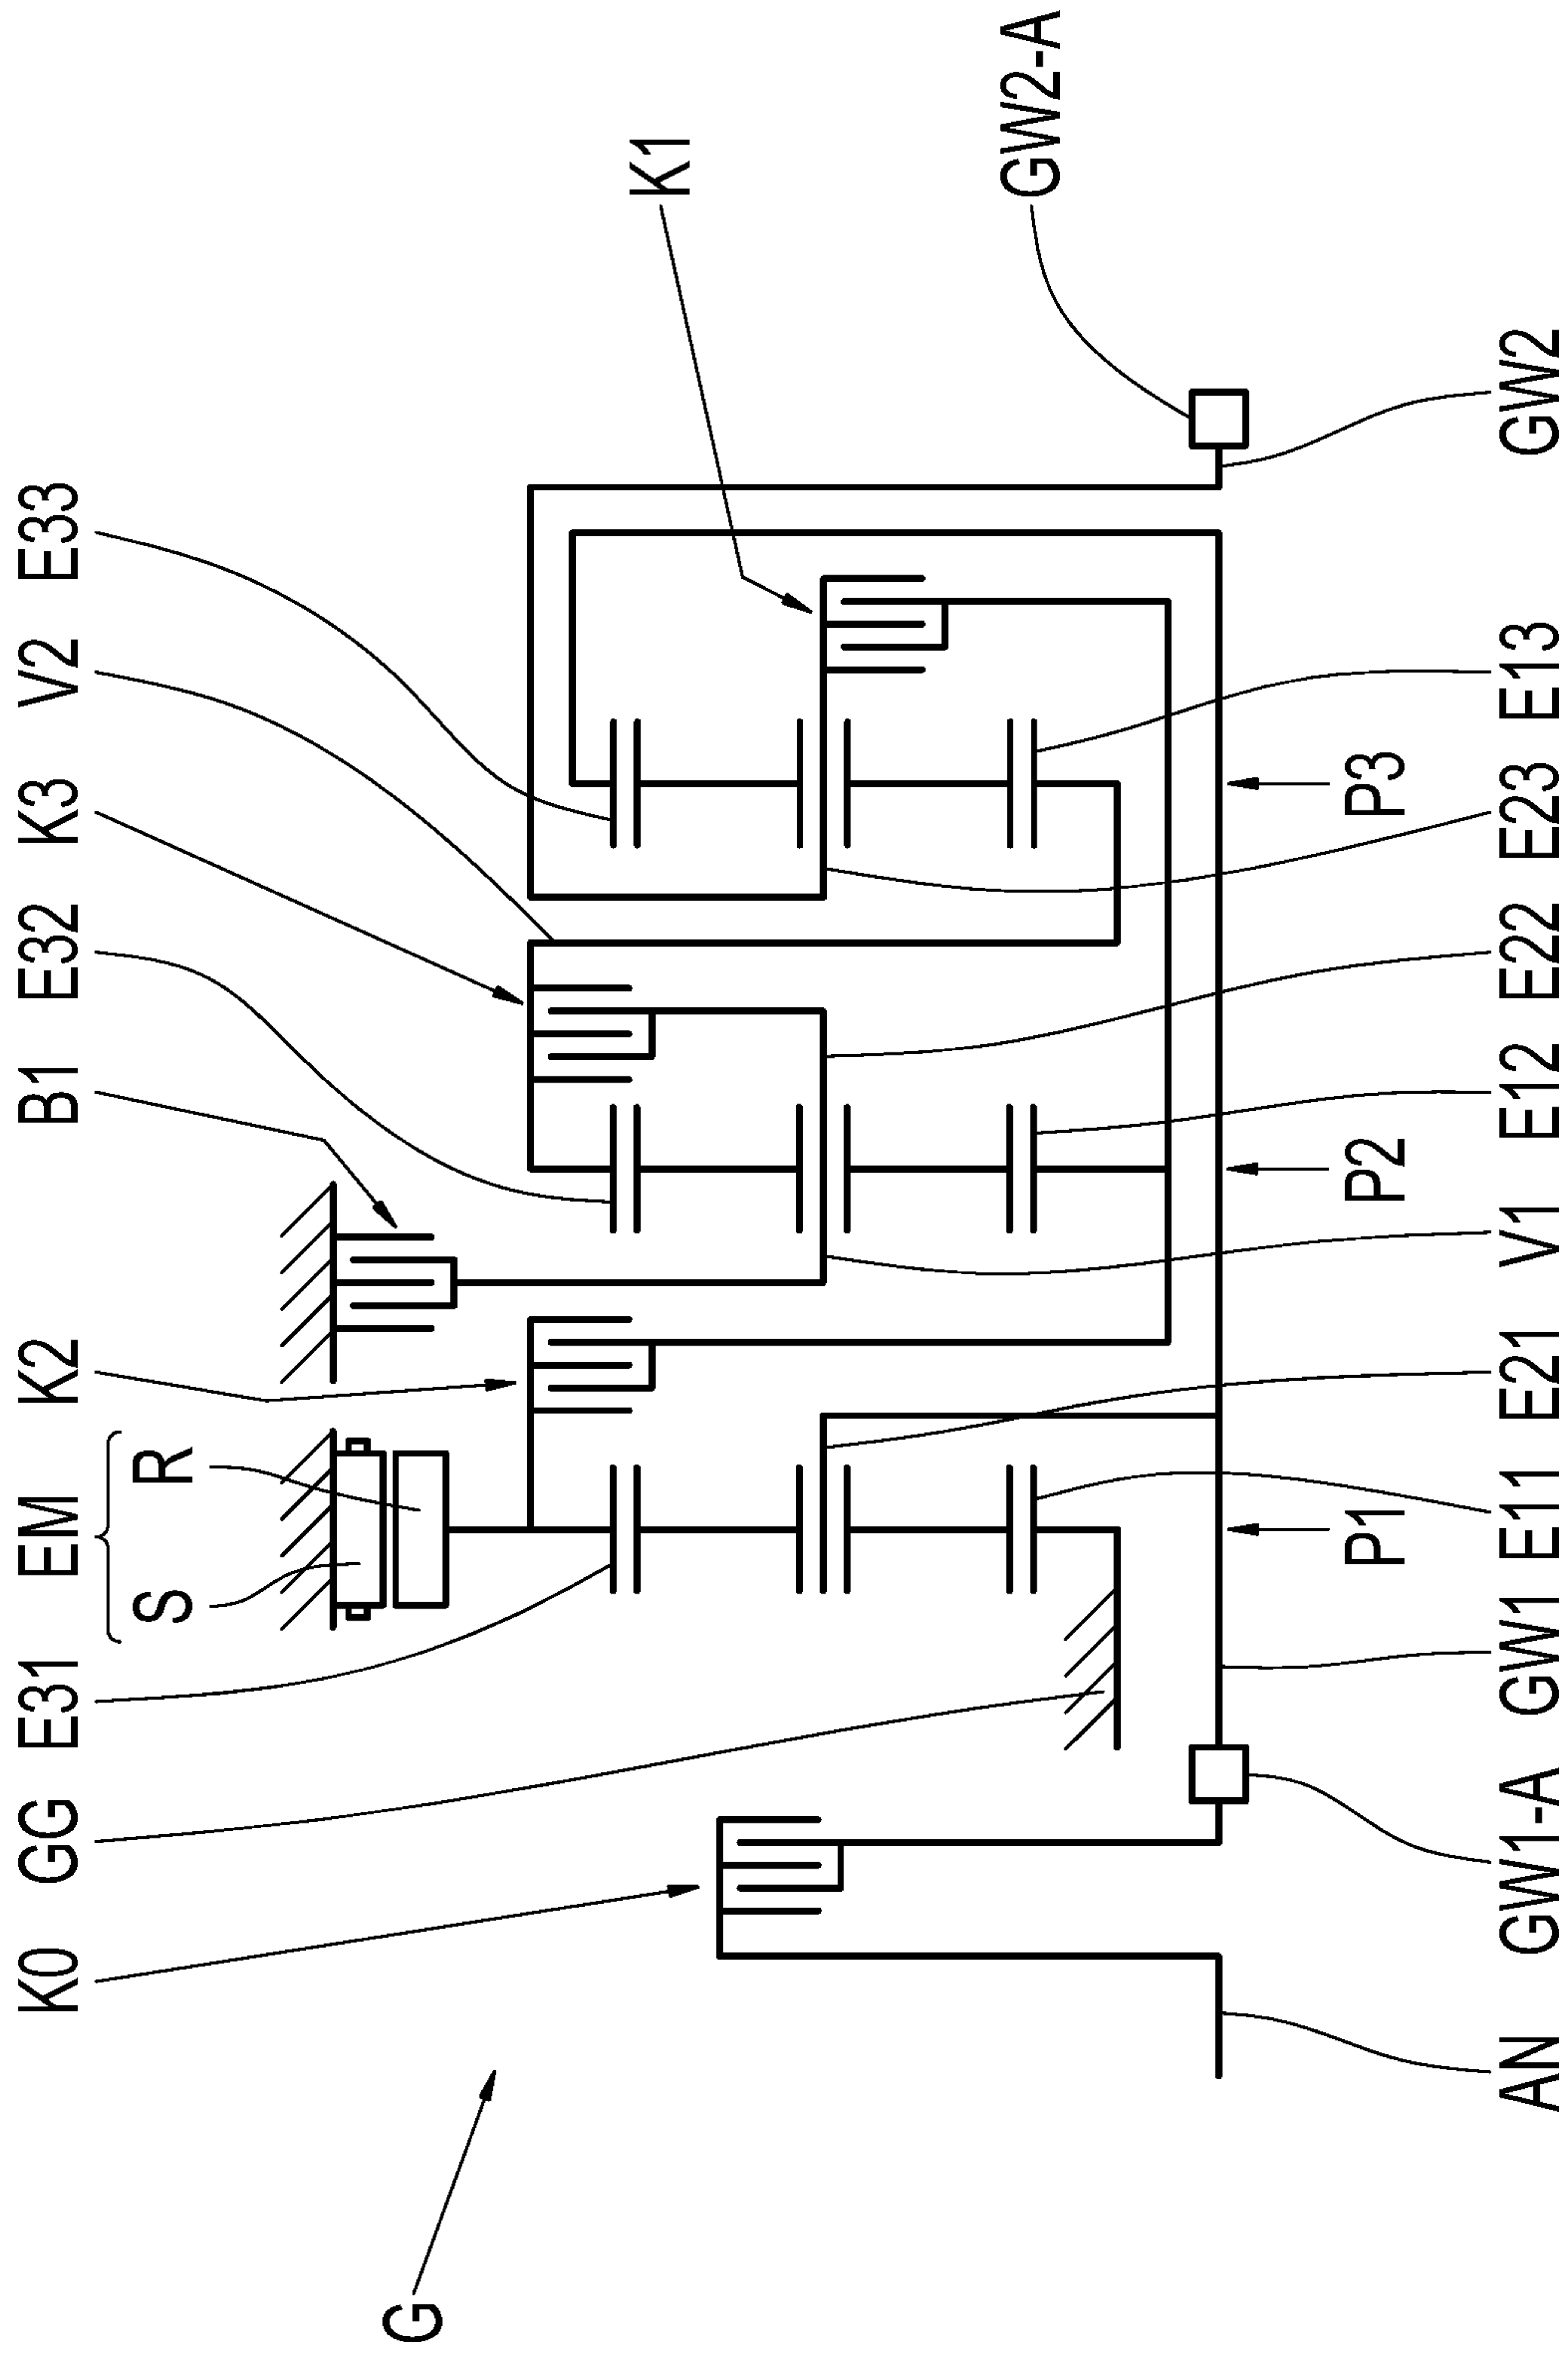 K0 GG E31 EM K2 B1 E32 K3 V2 E33
S R
G
K1
GW2-A
P1 P2 P3
AN GW1-A GW1 E11 E21 V1 E12 E22 E23 E13 GW2